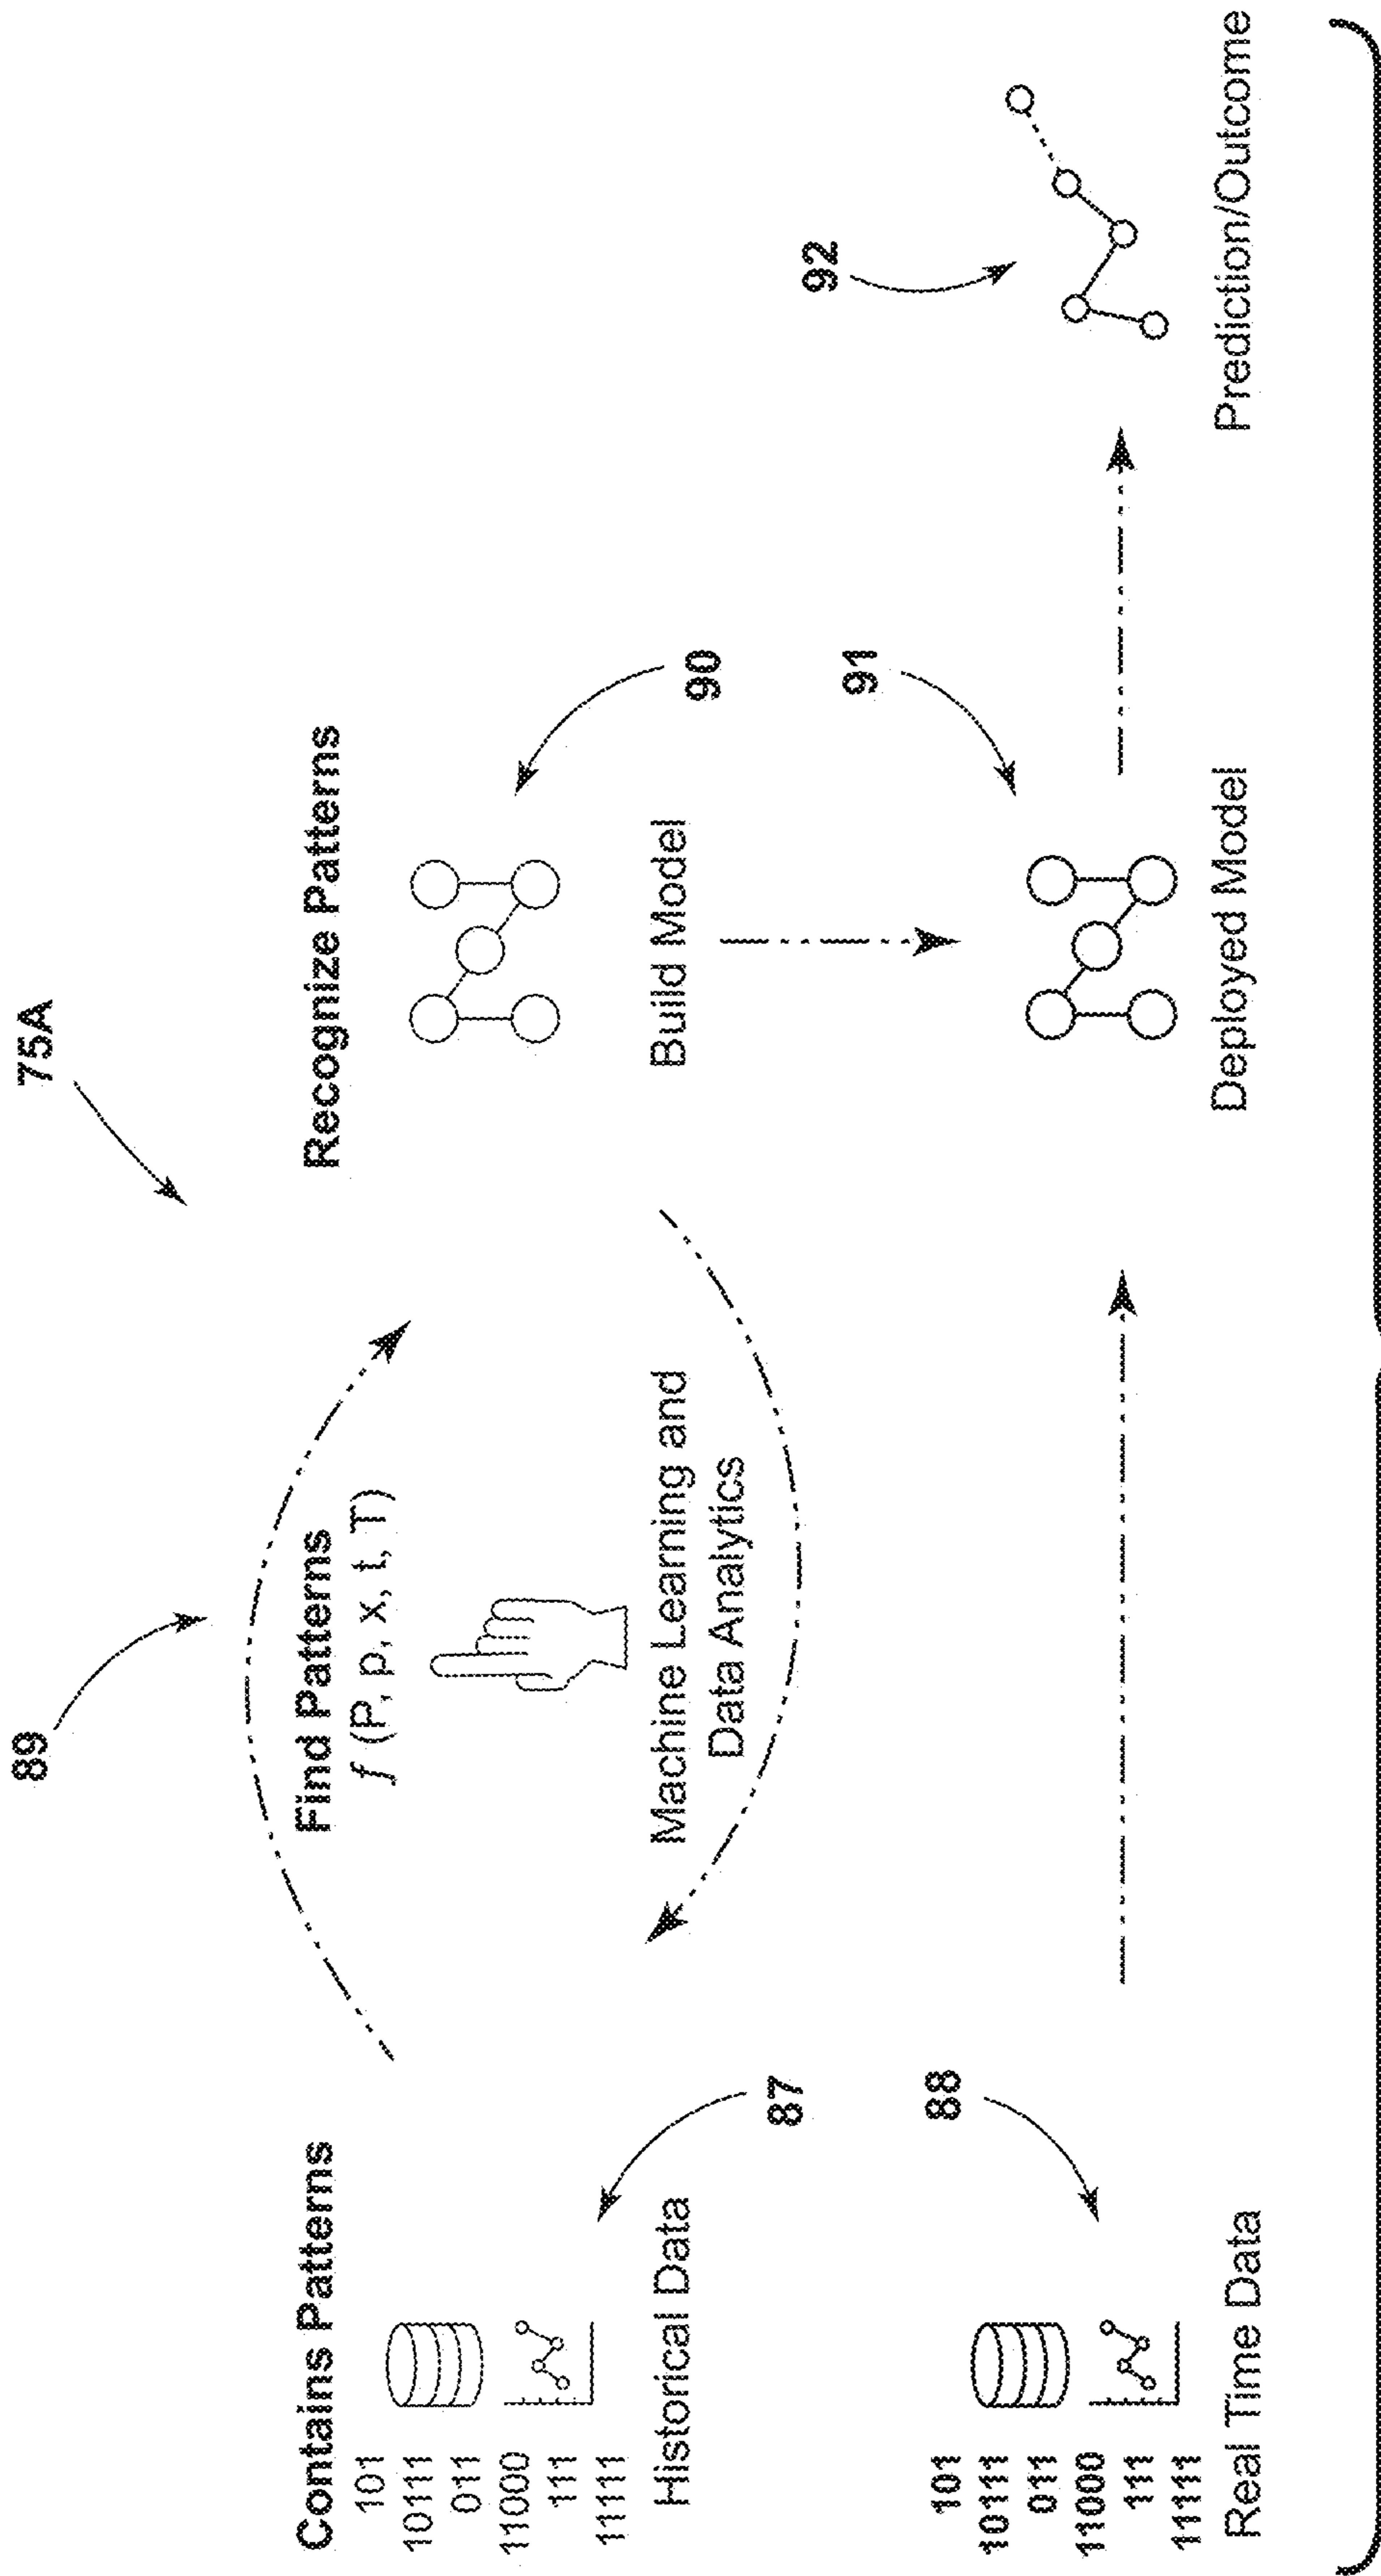 75A
89
Contains Patterns
101
10111
011
11000
111
11111
Historical Data
87
Find Patterns
f (P, p, x, t, T)
Machine Learning and
Data Analytics
Recognize Patterns
Build Model
90
101
10111
011
11000
111
11111
Real Time Data
88
91
Deployed Model
92
Prediction/Outcome